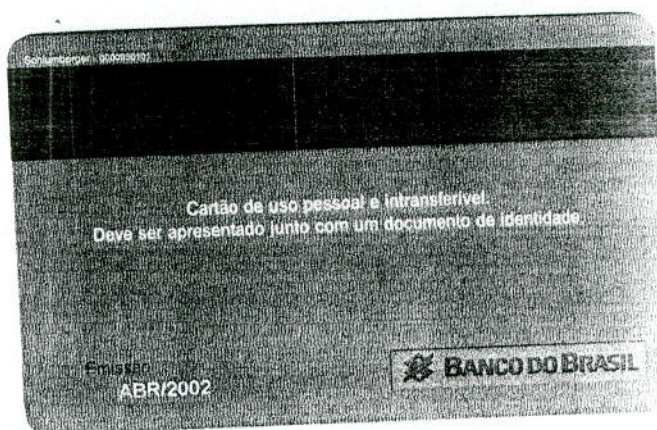 Schlumberger
Cartão de uso pessoal e intransferível.
Deve ser apresentado junto com um documento de identidade
Emissão
ABR/2002
BANCO DO BRASIL